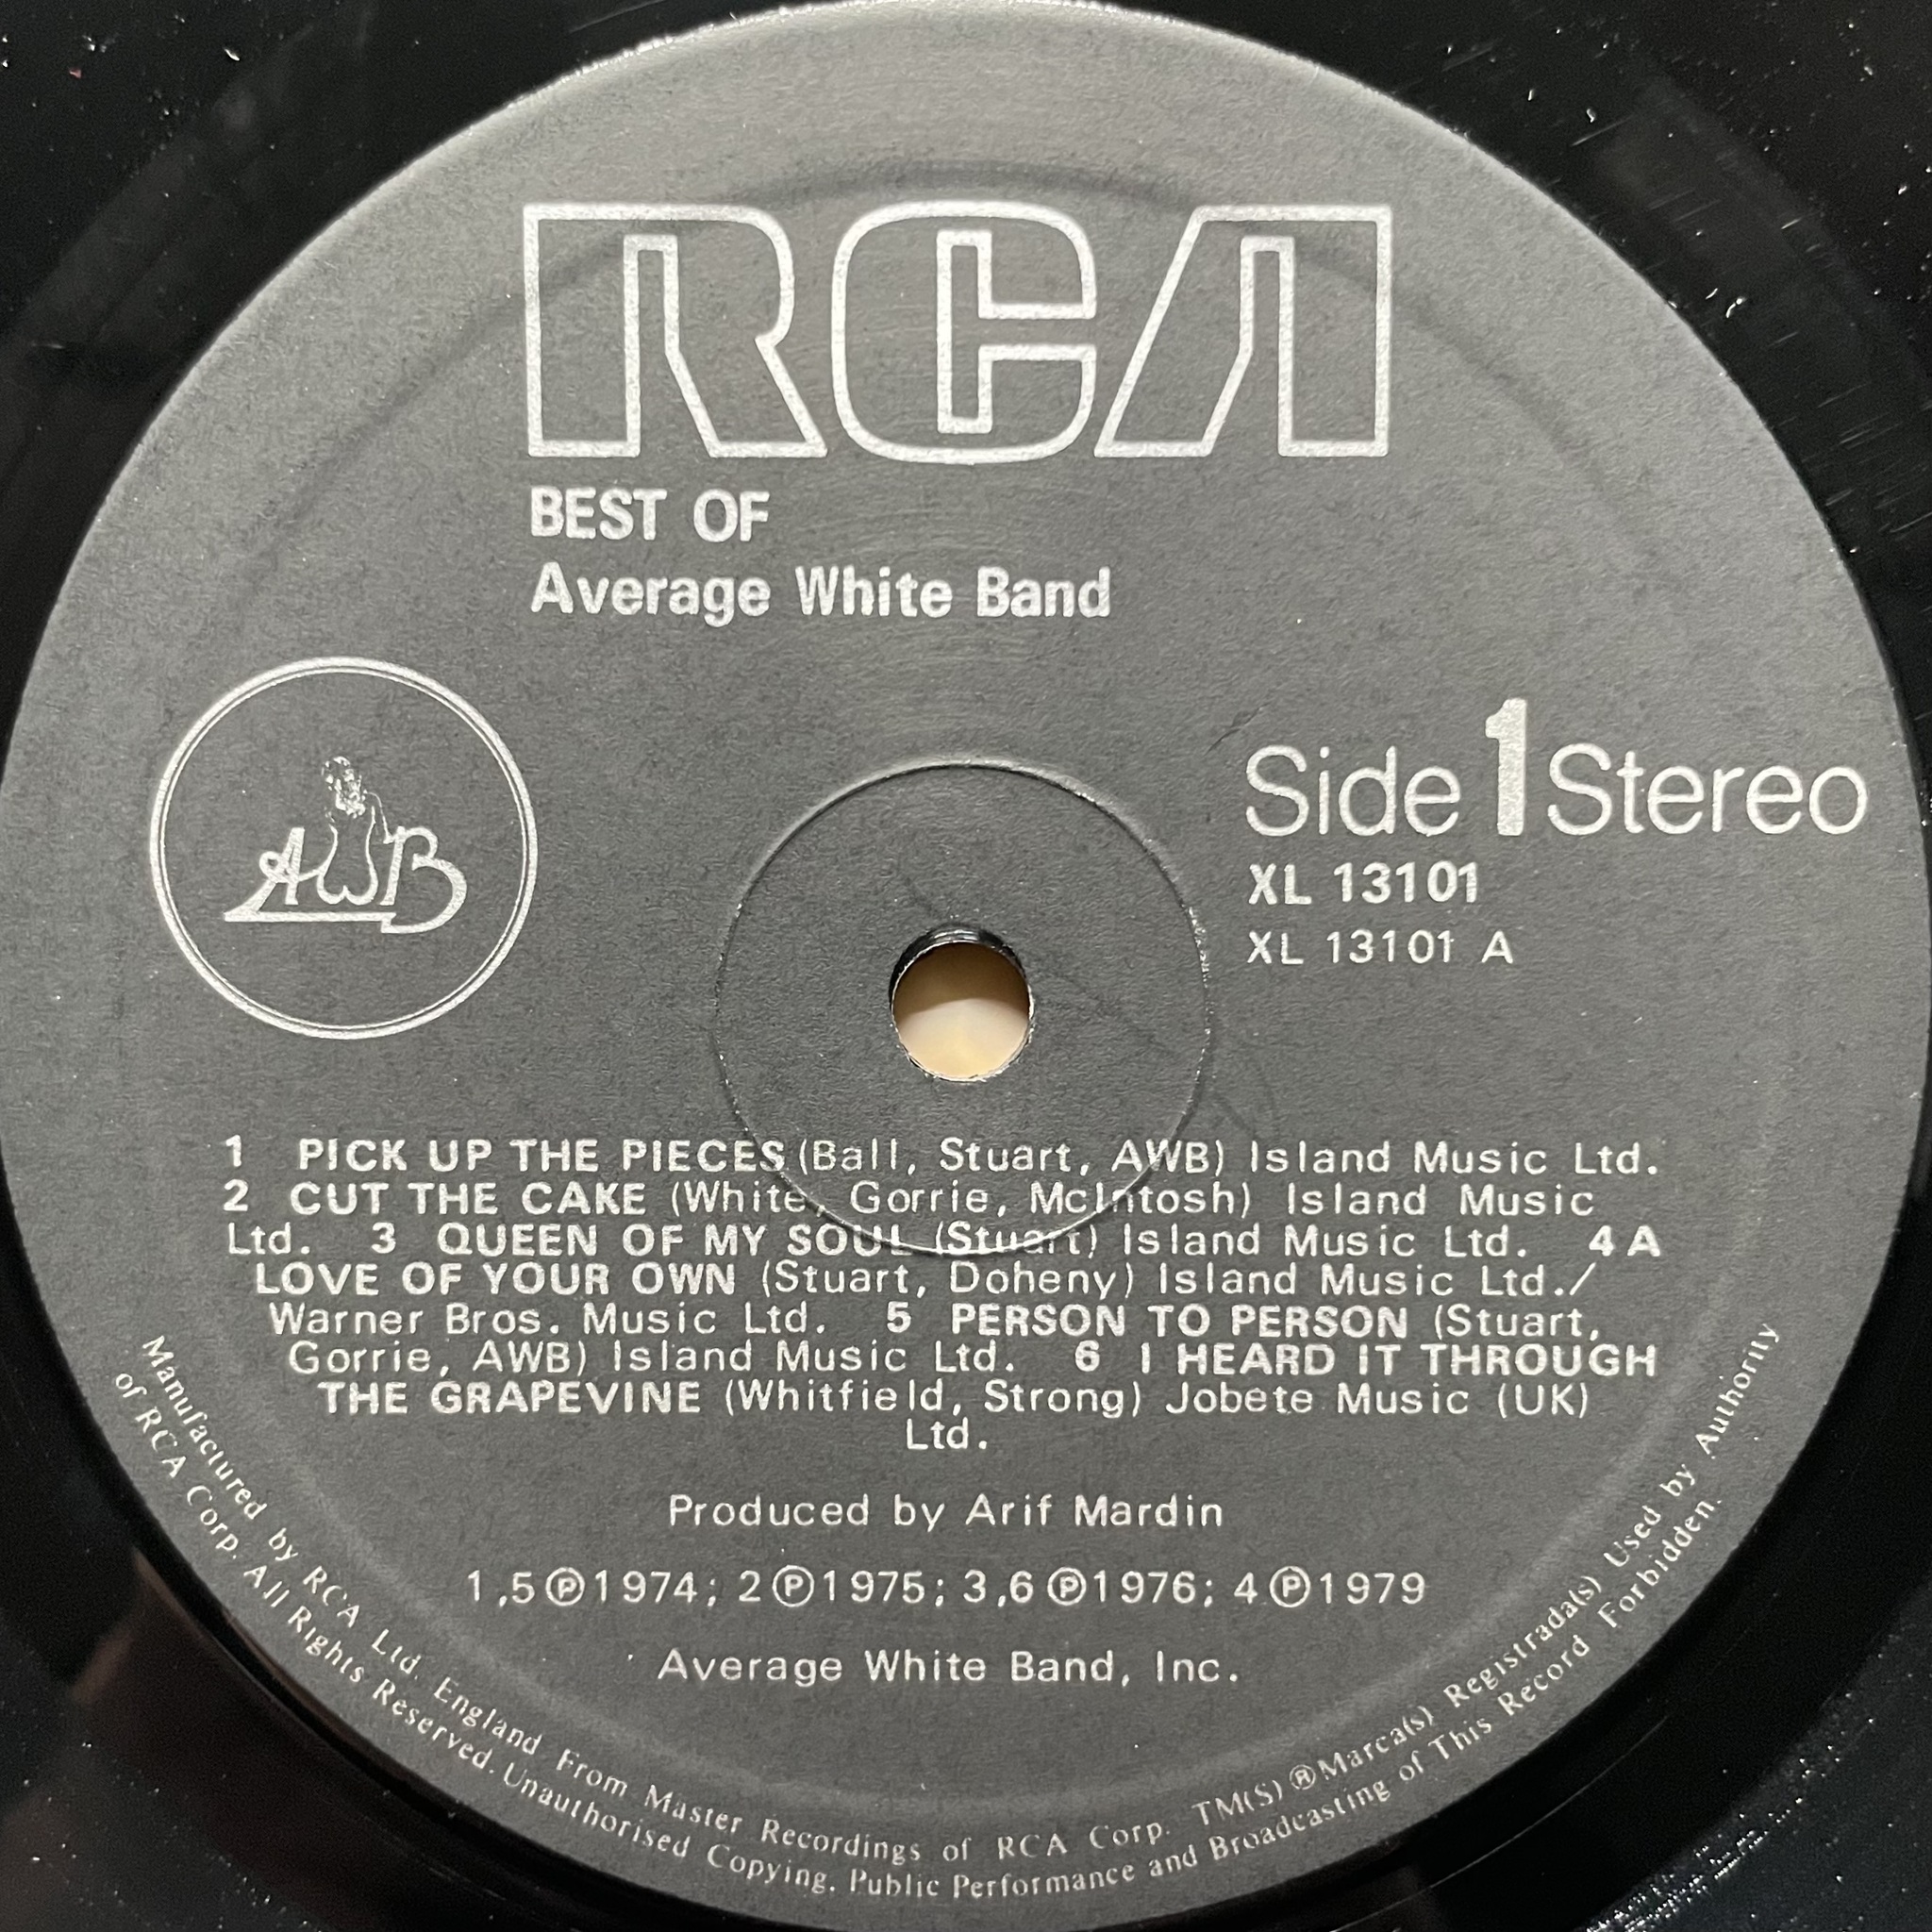 RCA
BEST OF
Average White Band
AWB
Side 1 Stereo
XL 13101
XL 13101 A
1 PICK UP THE PIECES (Ball, Stuart, AWB) Island Music Ltd.
2 CUT THE CAKE (White, Gorrie, McIntosh) Island Music
Ltd. 3 QUEEN OF MY SOUL (Stuart) Island Music Ltd. 4 A
LOVE OF YOUR OWN (Stuart, Doheny) Island Music Ltd./
Warner Bros. Music Ltd. 5 PERSON TO PERSON (Stuart,
Gorrie, AWB) Island Music Ltd. 6 I HEARD IT THROUGH
THE GRAPEVINE (Whitfield, Strong) Jobete Music (UK)
Ltd.
Produced by Arif Mardin
1,5℗1974; 2℗1975; 3,6℗1976; 4℗1979
Average White Band, Inc.
Manufactured by RCA Ltd. England From Master Recordings of RCA Corp. TM(S) ®Marca(s) Registrada(s) Used by Authority
of RCA Corp. All Rights Reserved. Unauthorised Copying. Public Performance and Broadcasting of This Record Forbidden.